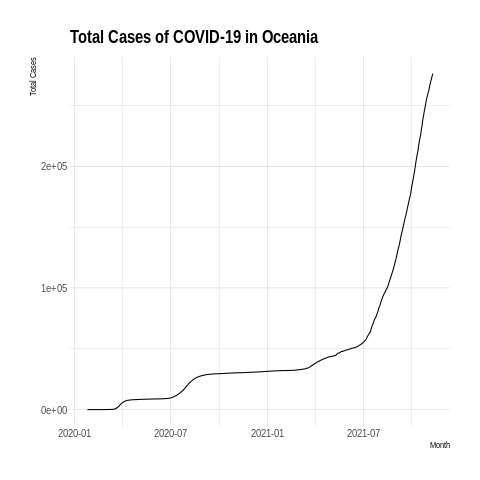 Total Cases of COVID-19 in Oceania
Total Cases
2e+05
1e+05
0e+00
2020-01 2020-07 2021-01 2021-07
Month